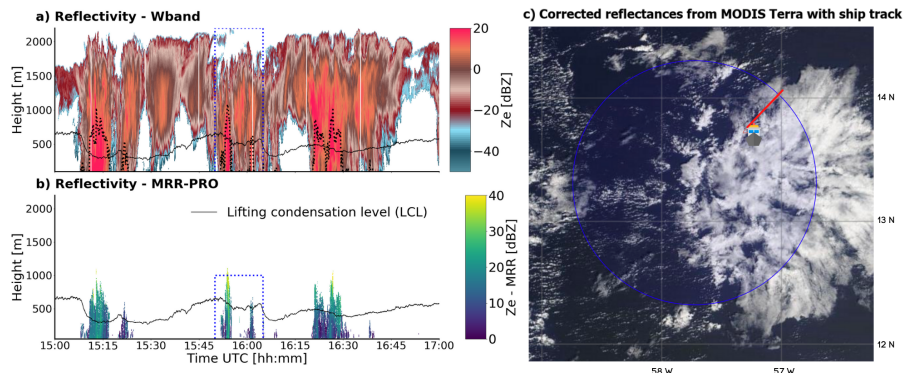 a) Reflectivity - Wband
2000
1500
1000
500
Height [m]
20
0
−20
−40
Ze [dBZ]
b) Reflectivity - MRR-PRO
2000
1500
1000
500
Height [m]
Lifting condensation level (LCL)
40
30
20
10
0
Ze - MRR [dBZ]
15:00 15:15 15:30 15:45 16:00 16:15 16:30 16:45 17:00
Time UTC [hh:mm]
c) Corrected reflectances from MODIS Terra with ship track
14 N
13 N
12 N
58 W 57 W